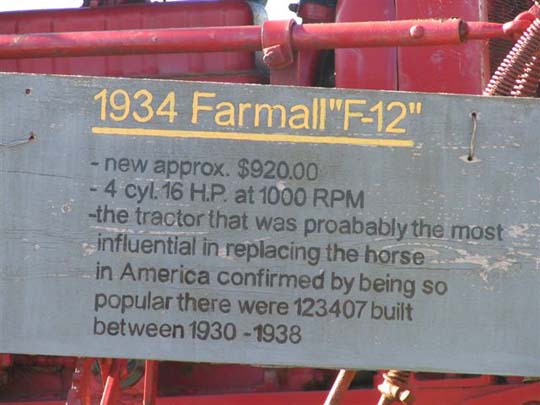 1934 Farmall "F-12"
- new approx. $920.00
- 4 cyl. 16 H.P. at 1000 RPM
-the tractor that was proabably the most
influential in replacing the horse
in America confirmed by being so
popular there were 123407 built
between 1930 -1938